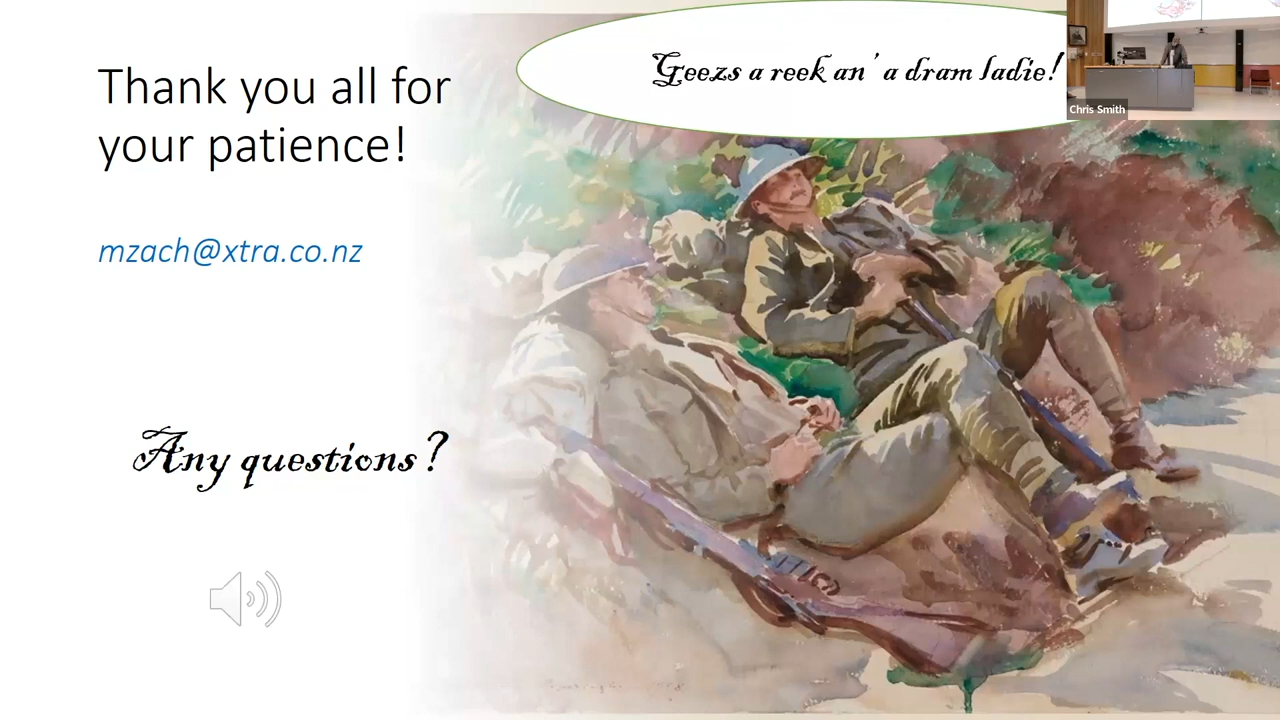 Thank you all for
your patience!
mzach@xtra.co.nz
Any questions?
Geezs a reek an' a dram ladie!
Chris Smith